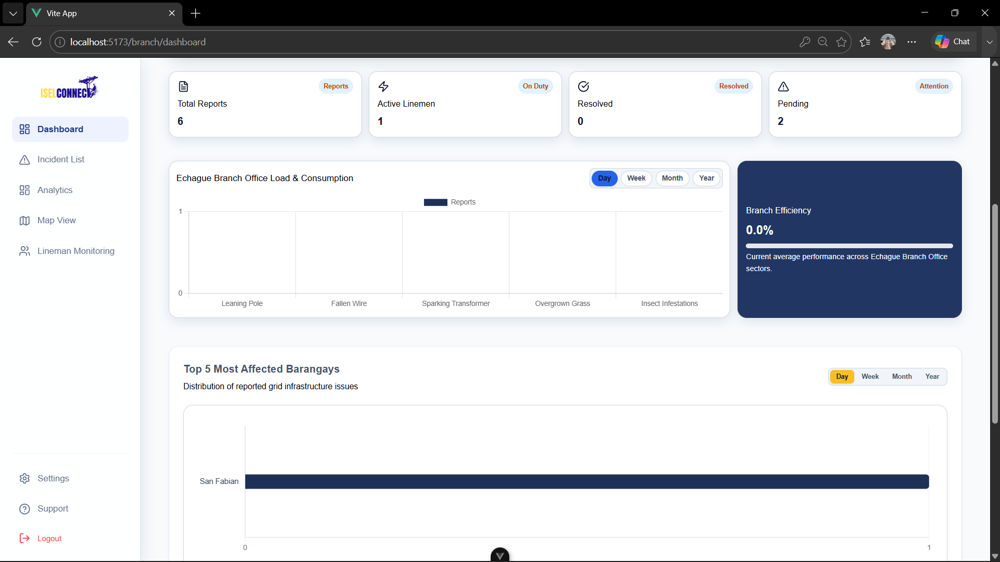 Vite App
localhost:5173/branch/dashboard
Chat
ISELCONNECT
Dashboard
Incident List
Analytics
Map View
Lineman Monitoring
Settings
Support
Logout
Reports
Total Reports
6
On Duty
Active Linemen
1
Resolved
Resolved
0
Attention
Pending
2
Echague Branch Office Load & Consumption
Day Week Month Year
Reports
1
0
Leaning Pole Fallen Wire Sparking Transformer Overgrown Grass Insect Infestations
Branch Efficiency
0.0%
Current average performance across Echague Branch Office
sectors.
Top 5 Most Affected Barangays
Distribution of reported grid infrastructure issues
Day Week Month Year
San Fabian
0 1